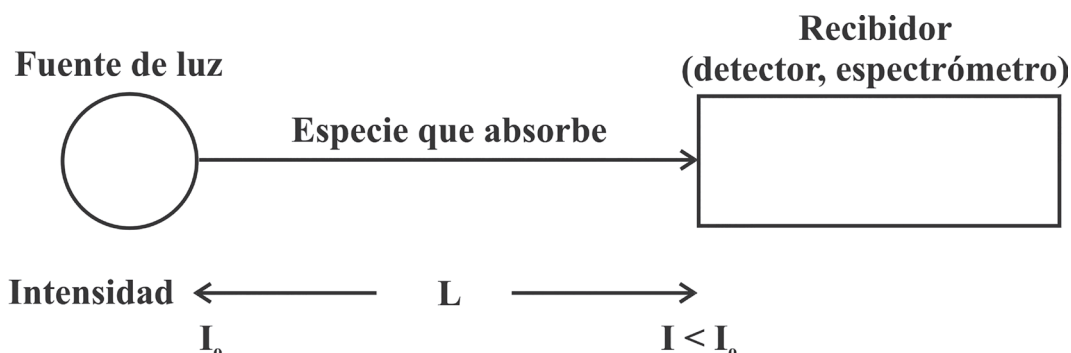 Recibidor
Fuente de luz
(detector, espectrómetro)
Especie que absorbe
Intensidad
L
I₀
I < I₀